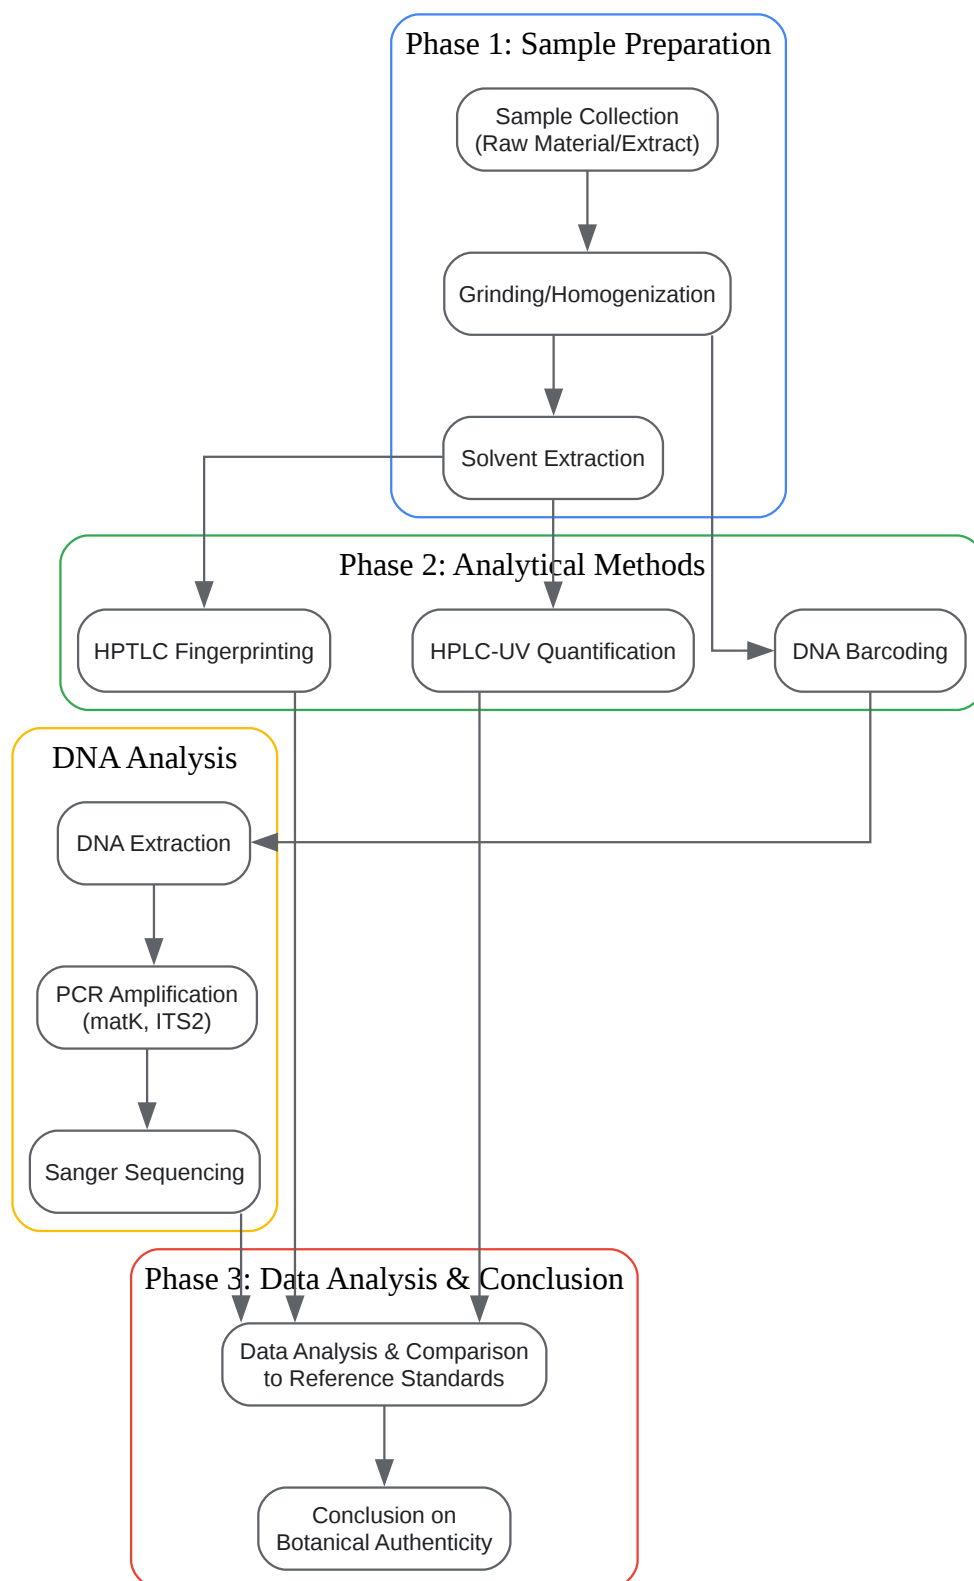 Phase 1: Sample Preparation
Sample Collection
(Raw Material/Extract)
Grinding/Homogenization
Solvent Extraction
Phase 2: Analytical Methods
HPTLC Fingerprinting
HPLC-UV Quantification
DNA Barcoding
DNA Analysis
DNA Extraction
PCR Amplification
(matK, ITS2)
Sanger Sequencing
Phase 3: Data Analysis & Conclusion
Data Analysis & Comparison
to Reference Standards
Conclusion on
Botanical Authenticity